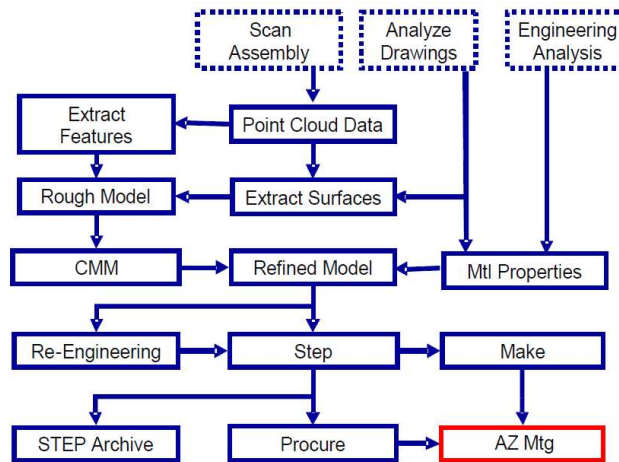 Scan
Assembly
Analyze
Drawings
Engineering
Analysis
Extract
Features
Point Cloud Data
Rough Model
Extract Surfaces
CMM
Refined Model
Mtl Properties
Re-Engineering
Step
Make
STEP Archive
Procure
AZ Mtg